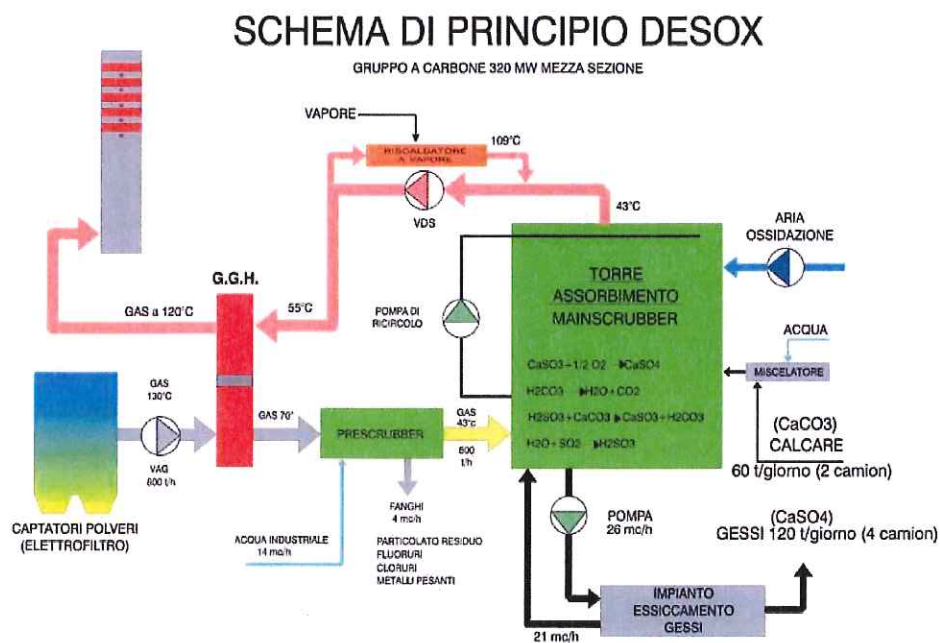 SCHEMA DI PRINCIPIO DESOX
GRUPPO A CARBONE 320 MW MEZZA SEZIONE
VAPORE
RISCALDATORE
A VAPORE
109°C
VDS
43°C
ARIA
OSSIDAZIONE
G.G.H.
GAS a 120°C
55°C
POMPA DI
RICIRCOLO
TORRE
ASSORBIMENTO
MAINSCRUBBER
CaSO3+1/2 O2 CaSO4
H2CO3 H2O+CO2
H2SO3+CaCO3 CaSO3+H2CO3
H2O+SO2 H2SO3
ACQUA
MISCELATORE
(CaCO3)
CALCARE
60 t/giorno (2 camion)
GAS
130°C
VAG
600 t/h
GAS 70°
PRESCRUBBER
GAS
43°c
600
t/h
CAPTATORI POLVERI
(ELETTROFILTRO)
ACQUA INDUSTRIALE
14 mc/h
FANGHI
4 mc/h
PARTICOLATO RESIDUO
FLUORURI
CLORURI
METALLI PESANTI
POMPA
26 mc/h
(CaSO4)
GESSI 120 t/giorno (4 camion)
IMPIANTO
ESSICCAMENTO
GESSI
21 mc/h